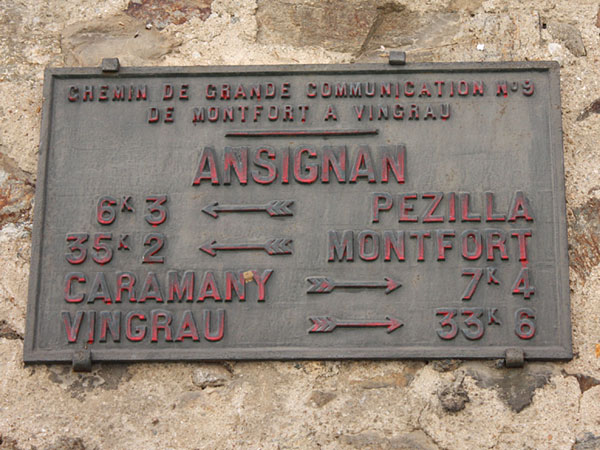 CHEMIN DE GRANDE COMMUNICATION Nº 9
DE MONTFORT A VINGRAU
ANSIGNAN
6K 3 PEZILLA
35K 2 MONTFORT
CARAMANY 7K 4
VINGRAU 33K 6